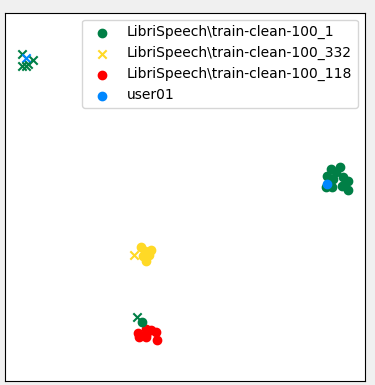 LibriSpeech\train-clean-100_1
LibriSpeech\train-clean-100_332
LibriSpeech\train-clean-100_118
user01